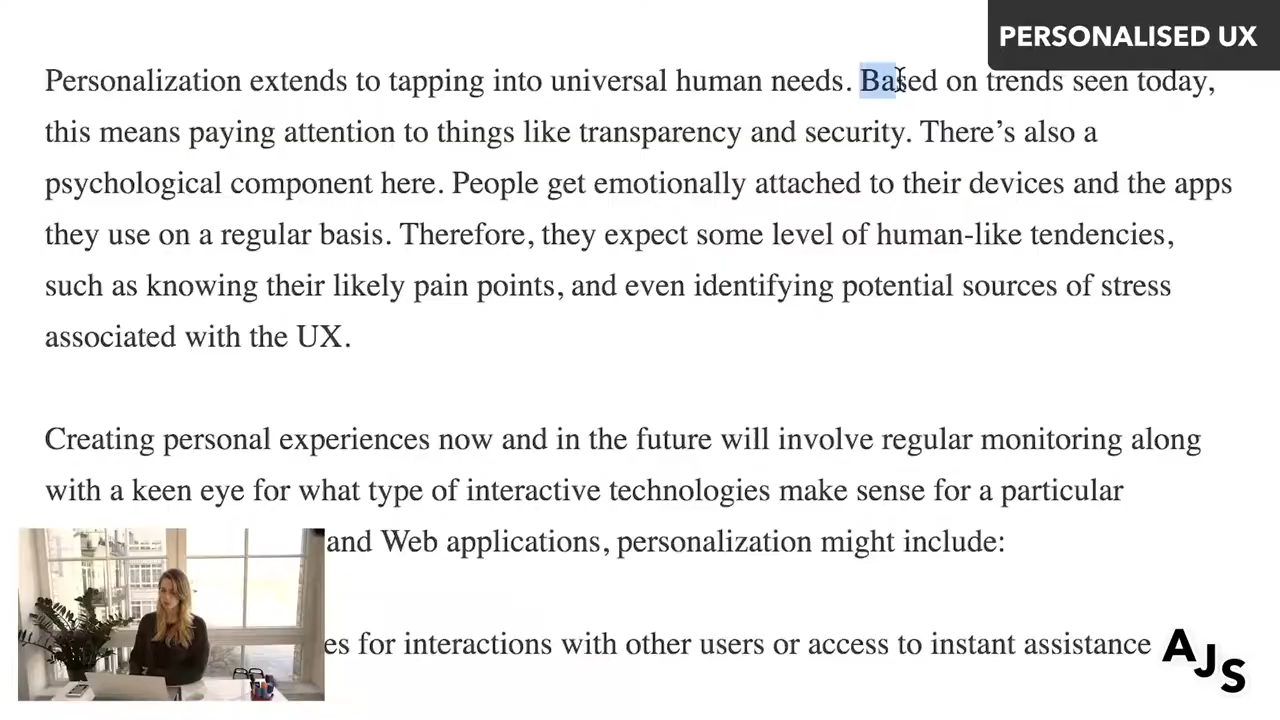 PERSONALISED UX
Personalization extends to tapping into universal human needs. Based on trends seen today,
this means paying attention to things like transparency and security. There’s also a
psychological component here. People get emotionally attached to their devices and the apps
they use on a regular basis. Therefore, they expect some level of human-like tendencies,
such as knowing their likely pain points, and even identifying potential sources of stress
associated with the UX.
Creating personal experiences now and in the future will involve regular monitoring along
with a keen eye for what type of interactive technologies make sense for a particular
and Web applications, personalization might include:
es for interactions with other users or access to instant assistance
AJS